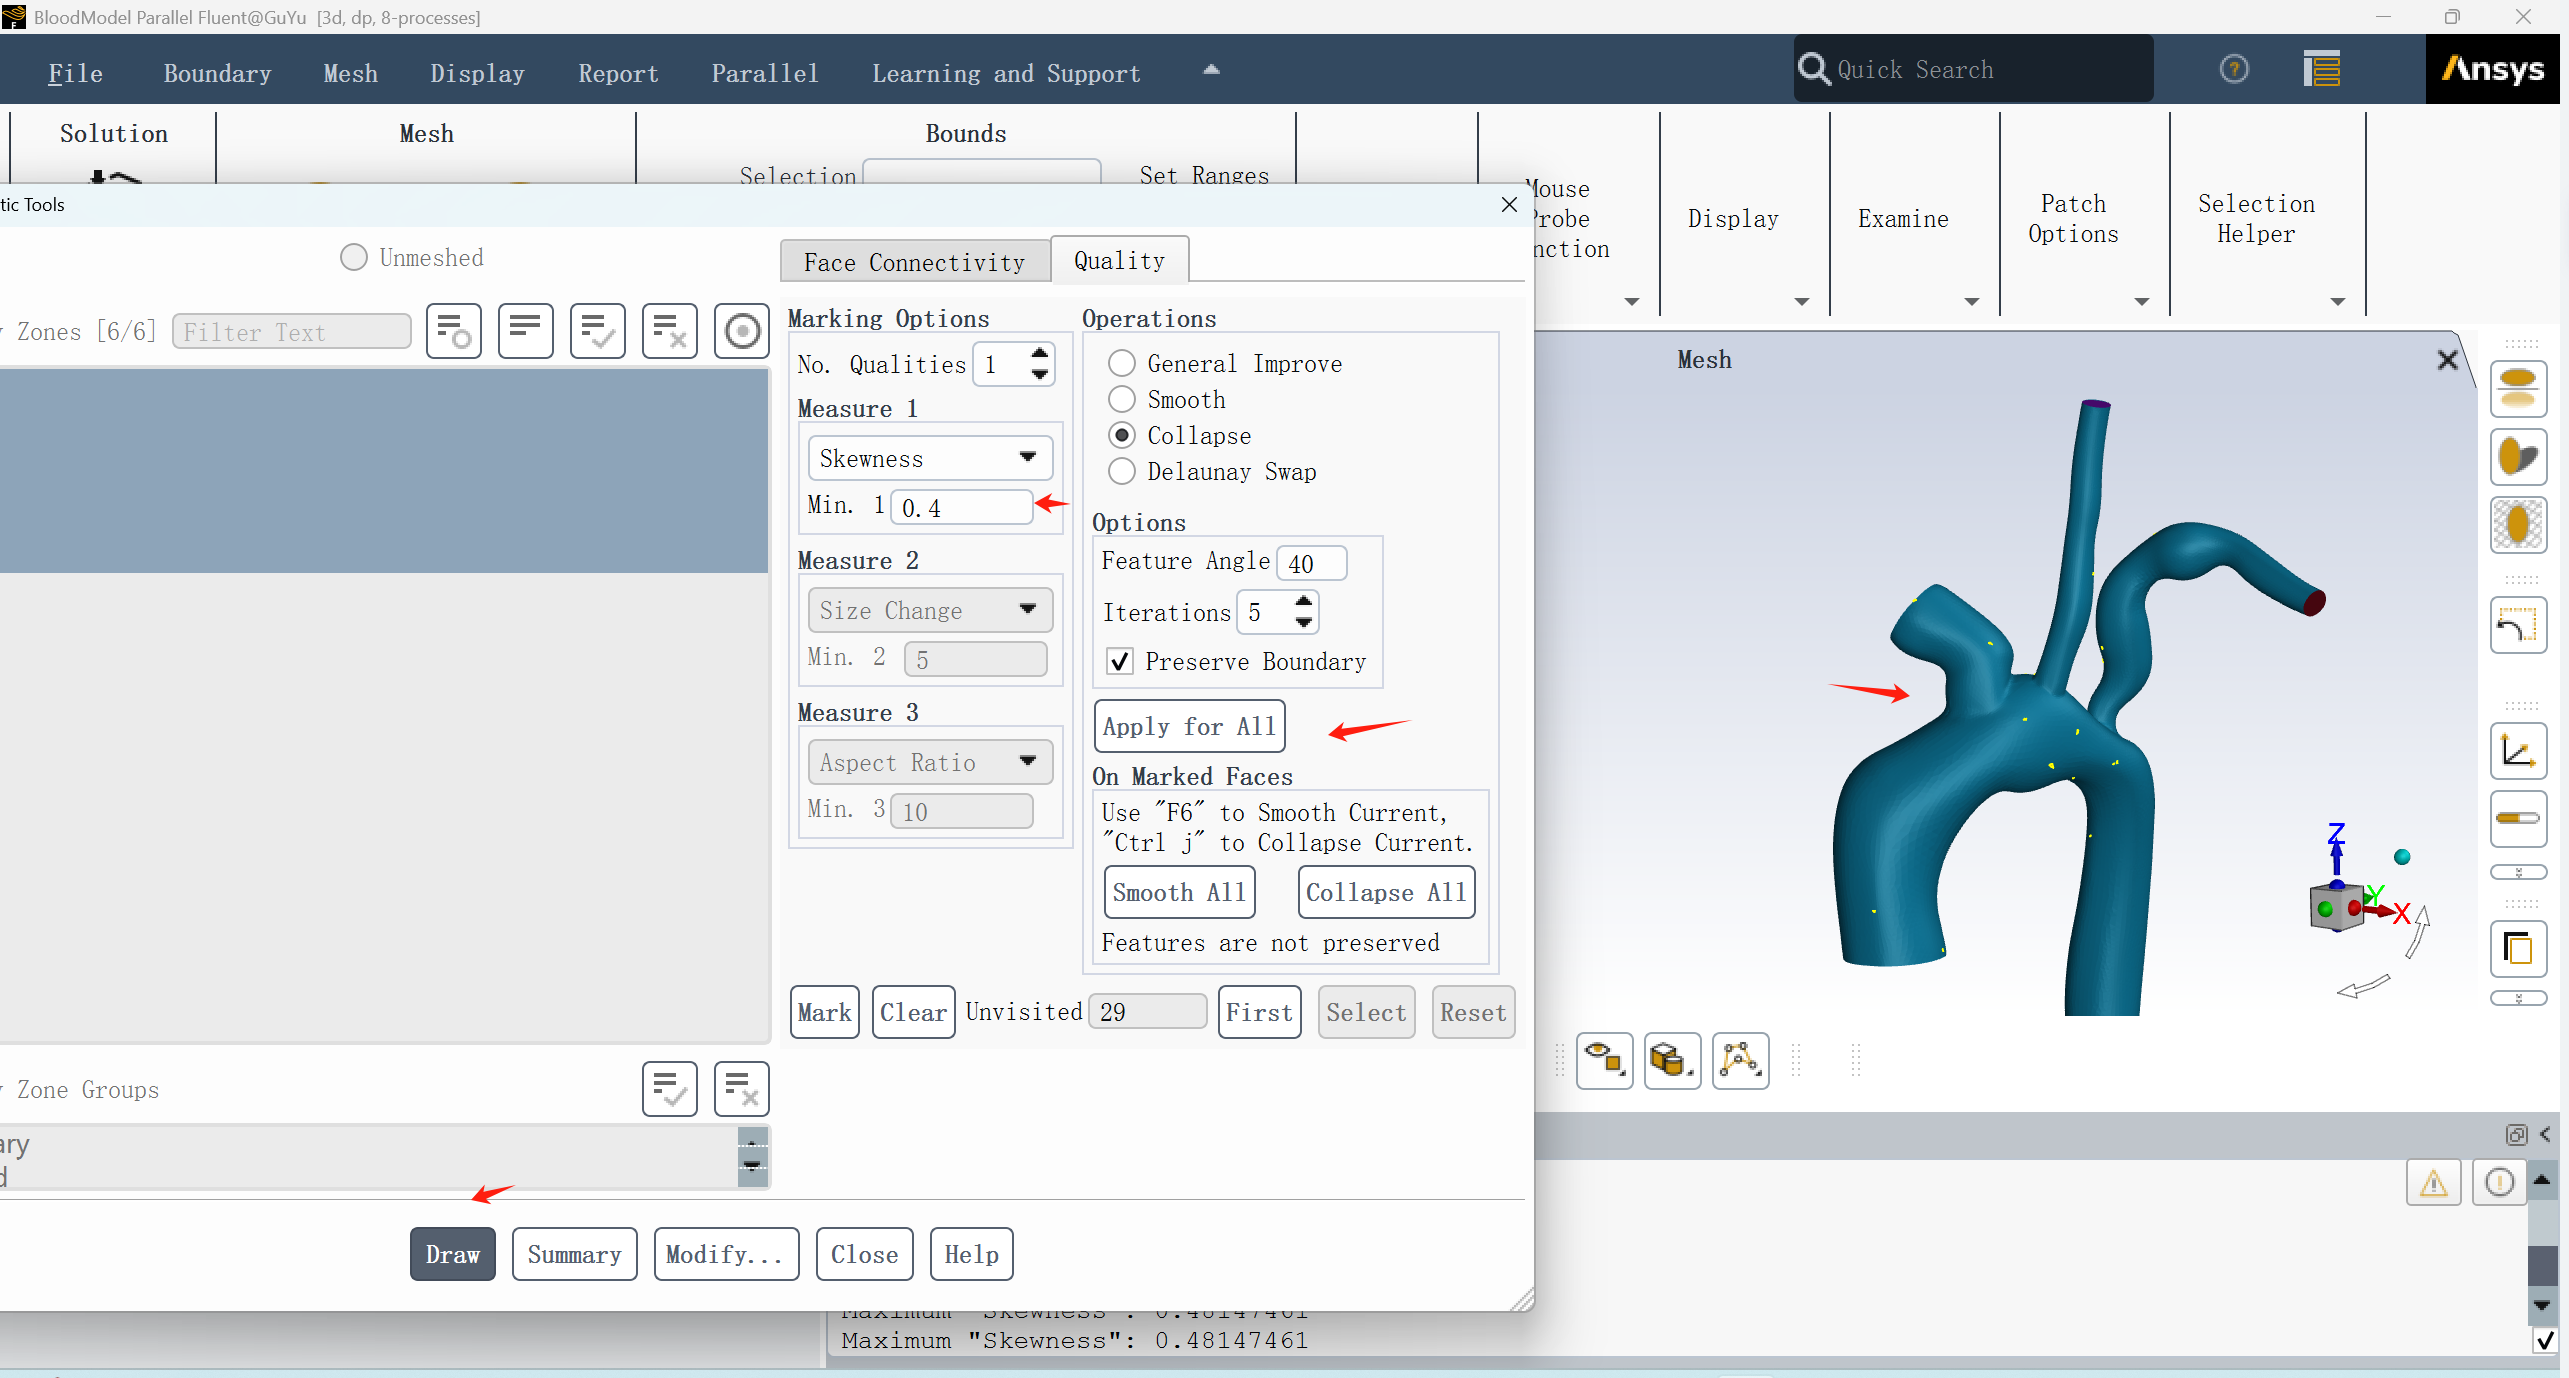 BloodModel Parallel Fluent@GuYu [3d, dp, 8-processes]
File Boundary Mesh Display Report Parallel Learning and Support
Quick Search
Ansys
Solution Mesh Bounds
Selection Set Ranges
Mouse
Probe
nction
Display
Examine
Patch
Options
Selection
Helper
tic Tools
Unmeshed
Face Connectivity Quality
y Zones [6/6] Filter Text
Marking Options
No. Qualities 1
Measure 1
Skewness
Min. 1 0.4
Measure 2
Size Change
Min. 2 5
Measure 3
Aspect Ratio
Min. 3 10
Operations
General Improve
Smooth
Collapse
Delaunay Swap
Options
Feature Angle 40
Iterations 5
Preserve Boundary
Apply for All
On Marked Faces
Use "F6" to Smooth Current,
"Ctrl j" to Collapse Current.
Smooth All Collapse All
Features are not preserved
Mark Clear Unvisited 29 First Select Reset
y Zone Groups
ary
d
Draw Summary Modify... Close Help
Mesh
Z
Y
X
Maximum "Skewness": 0.48147461
Maximum "Skewness": 0.48147461